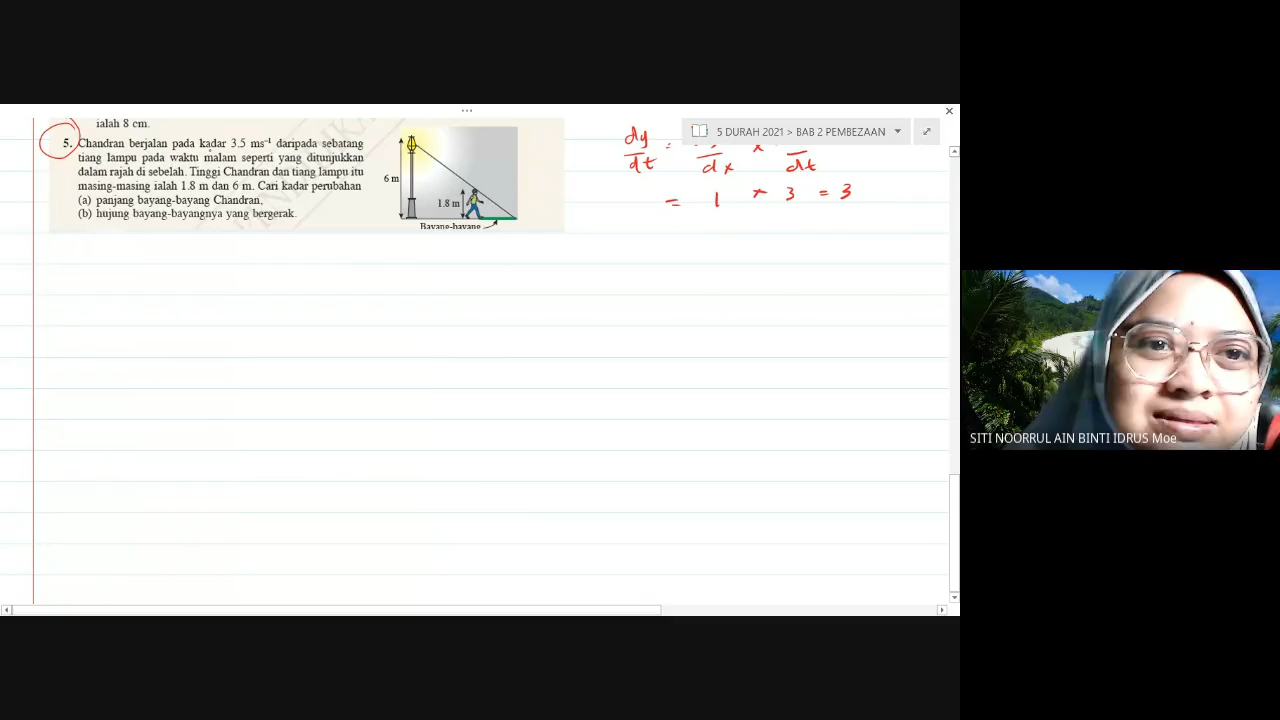 ialah 8 cm.
5. Chandran berjalan pada kadar 3.5 ms⁻¹ daripada sebatang
tiang lampu pada waktu malam seperti yang ditunjukkan
dalam rajah di sebelah. Tinggi Chandran dan tiang lampu itu
masing-masing ialah 1.8 m dan 6 m. Cari kadar perubahan
(a) panjang bayang-bayang Chandran,
(b) hujung bayang-bayangnya yang bergerak.
6 m
1.8 m
Bayang-bayang
5 DURAH 2021 > BAB 2 PEMBEZAAN
dy/dt = /dx × /dt
= 1 × 3 = 3
SITI NOORRUL AIN BINTI IDRUS Moe